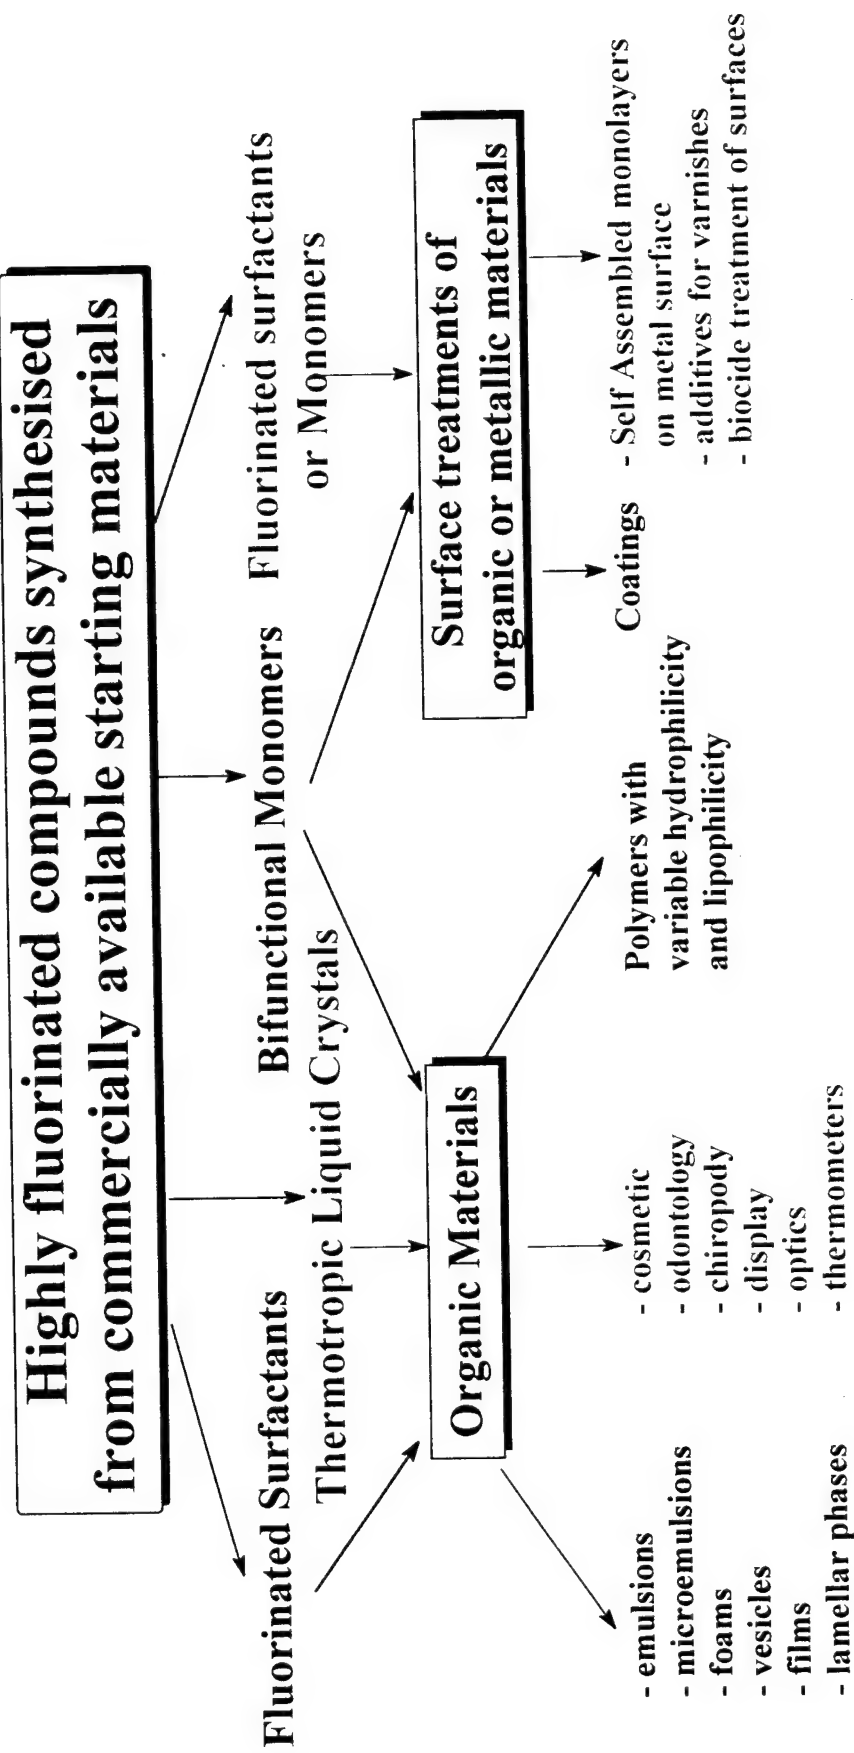 Highly fluorinated compounds synthesised
from commercially available starting materials
Fluorinated Surfactants
Thermotropic Liquid Crystals
Bifunctional Monomers
Fluorinated surfactants
or Monomers
Organic Materials
Surface treatments of
organic or metallic materials
- emulsions
- microemulsions
- foams
- vesicles
- films
- lamellar phases
- cosmetic
- odontology
- chiropody
- display
- optics
- thermometers
Polymers with
variable hydrophilicity
and lipophilicity
Coatings
- Self Assembled monolayers
on metal surface
- additives for varnishes
- biocide treatment of surfaces